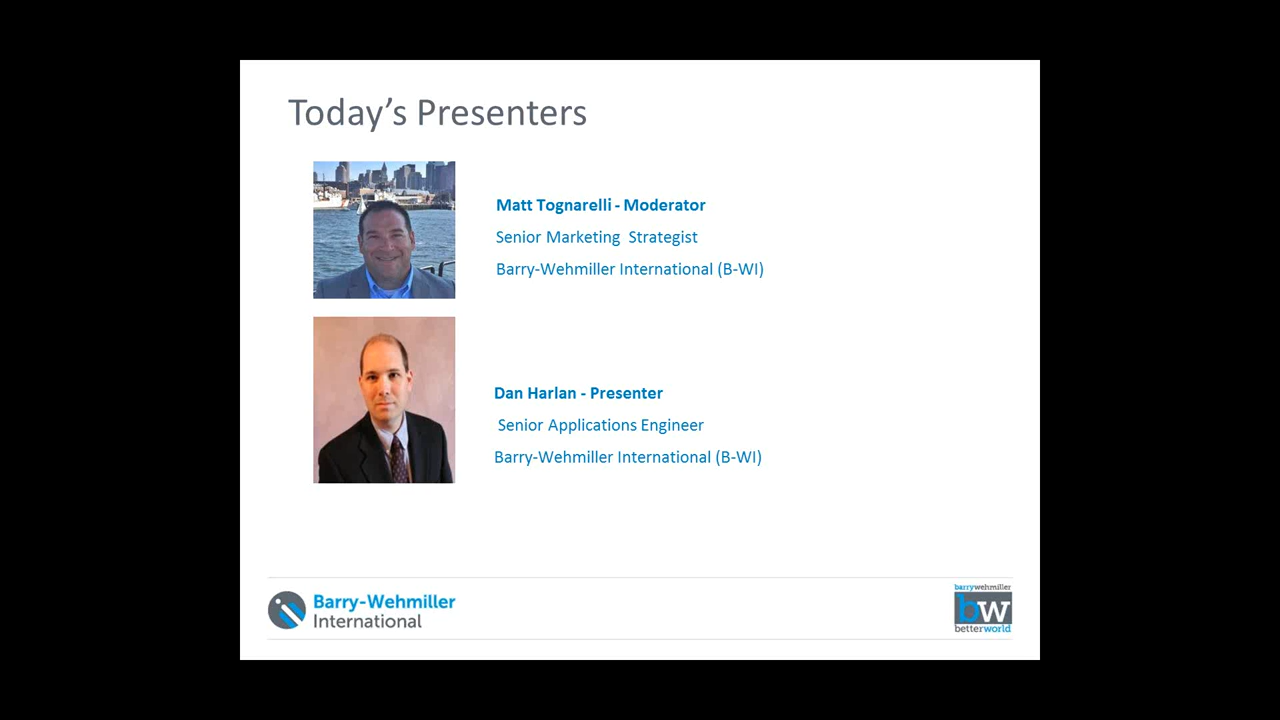 Today’s Presenters
Matt Tognarelli - Moderator
Senior Marketing  Strategist
Barry-Wehmiller International (B-WI)
Dan Harlan - Presenter
Senior Applications Engineer
Barry-Wehmiller International (B-WI)
Barry-Wehmiller
International
barrywehmiller
bw
betterworld